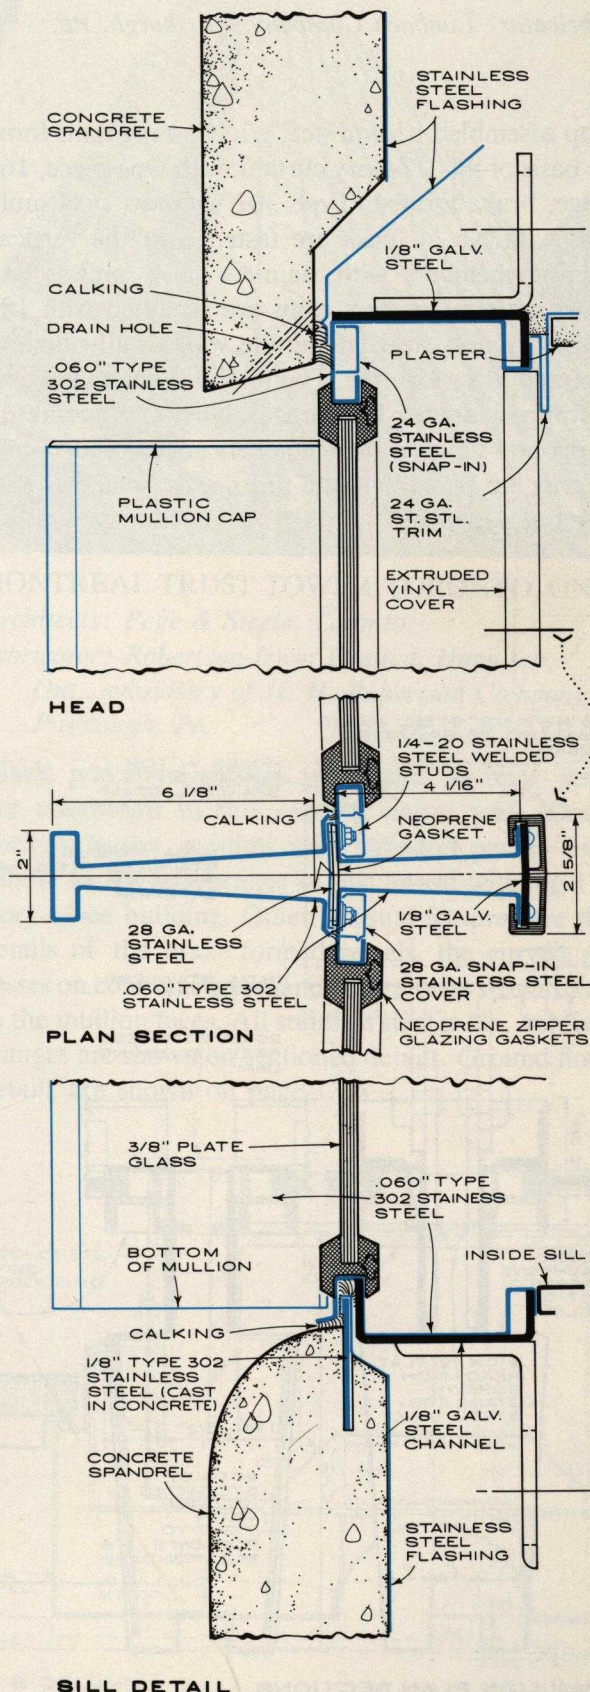 STAINLESS
STEEL
FLASHING
CONCRETE
SPANDREL
1/8" GALV.
STEEL
CALKING
DRAIN HOLE
PLASTER
.060" TYPE
302 STAINLESS
STEEL
24 GA.
STAINLESS
STEEL
(SNAP-IN)
PLASTIC
MULLION CAP
24 GA.
ST. STL.
TRIM
EXTRUDED
VINYL
COVER
HEAD
1/4-20 STAINLESS
STEEL WELDED
STUDS
6 1/8"
4 1/16"
CALKING
NEOPRENE
GASKET
2"
2 5/8"
28 GA.
STAINLESS
STEEL
1/8" GALV.
STEEL
.060" TYPE 302
STAINLESS STEEL
28 GA. SNAP-IN
STAINLESS STEEL
COVER
PLAN SECTION
NEOPRENE ZIPPER
GLAZING GASKETS
3/8" PLATE
GLASS
.060" TYPE
302 STAINESS
STEEL
BOTTOM
OF MULLION
INSIDE SILL
CALKING
1/8" TYPE 302
STAINLESS
STEEL (CAST
IN CONCRETE)
1/8" GALV.
STEEL
CHANNEL
CONCRETE
SPANDREL
STAINLESS
STEEL
FLASHING
SILL DETAIL